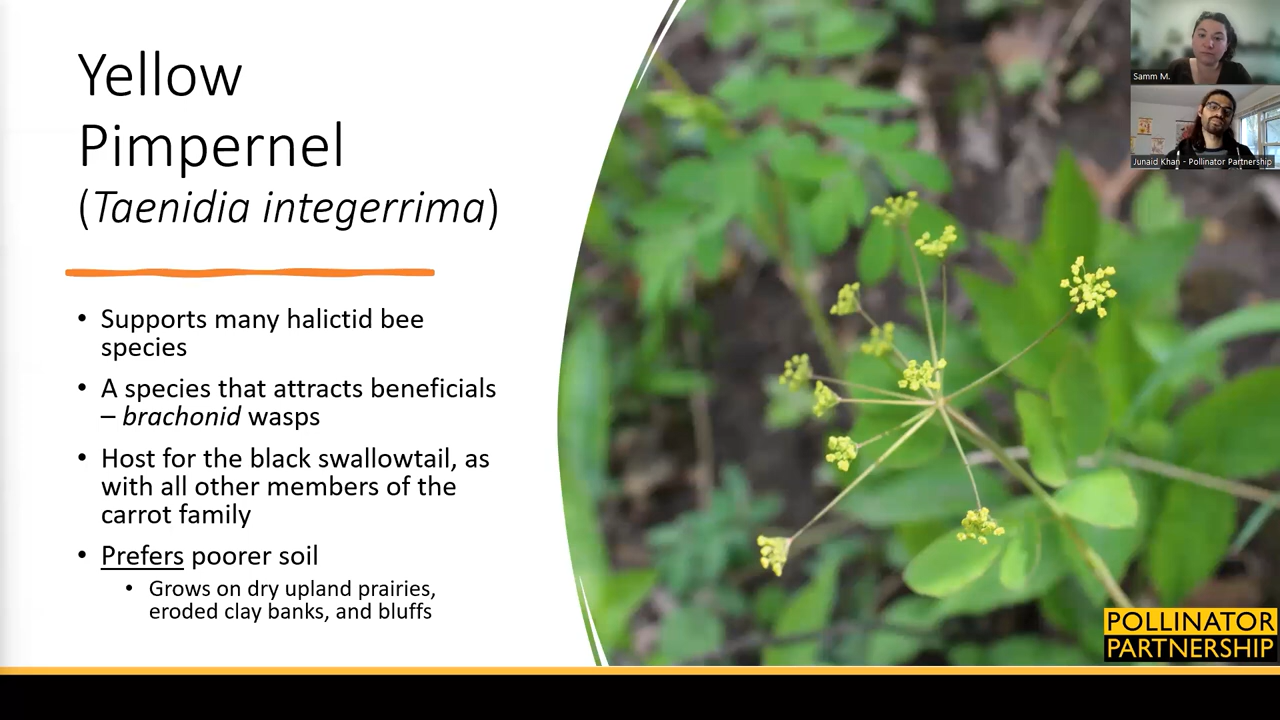 Yellow
Pimpernel
(Taenidia integerrima)
• Supports many halictid bee
species
• A species that attracts beneficials
– brachonid wasps
• Host for the black swallowtail, as
with all other members of the
carrot family
• Prefers poorer soil
• Grows on dry upland prairies,
eroded clay banks, and bluffs
Samm M.
Junaid Khan - Pollinator Partnership
POLLINATOR
PARTNERSHIP